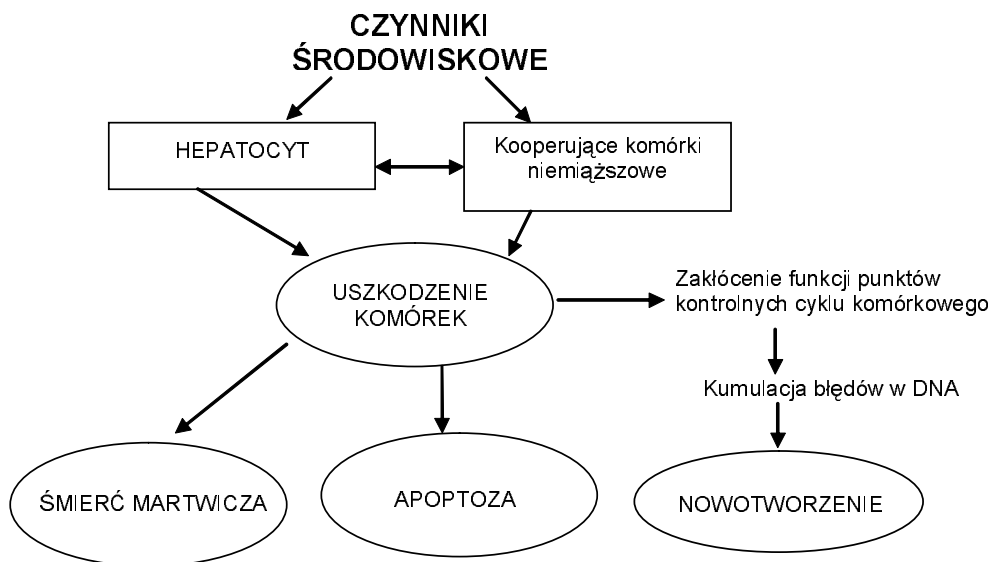 CZYNNIKI
ŚRODOWISKOWE
HEPATOCYT
Kooperujące komórki
niemiąższowe
USZKODZENIE
KOMÓREK
Zakłócenie funkcji punktów
kontrolnych cyklu komórkowego
Kumulacja błędów w DNA
ŚMIERĆ MARTWICZA
APOPTOZA
NOWOTWORZENIE